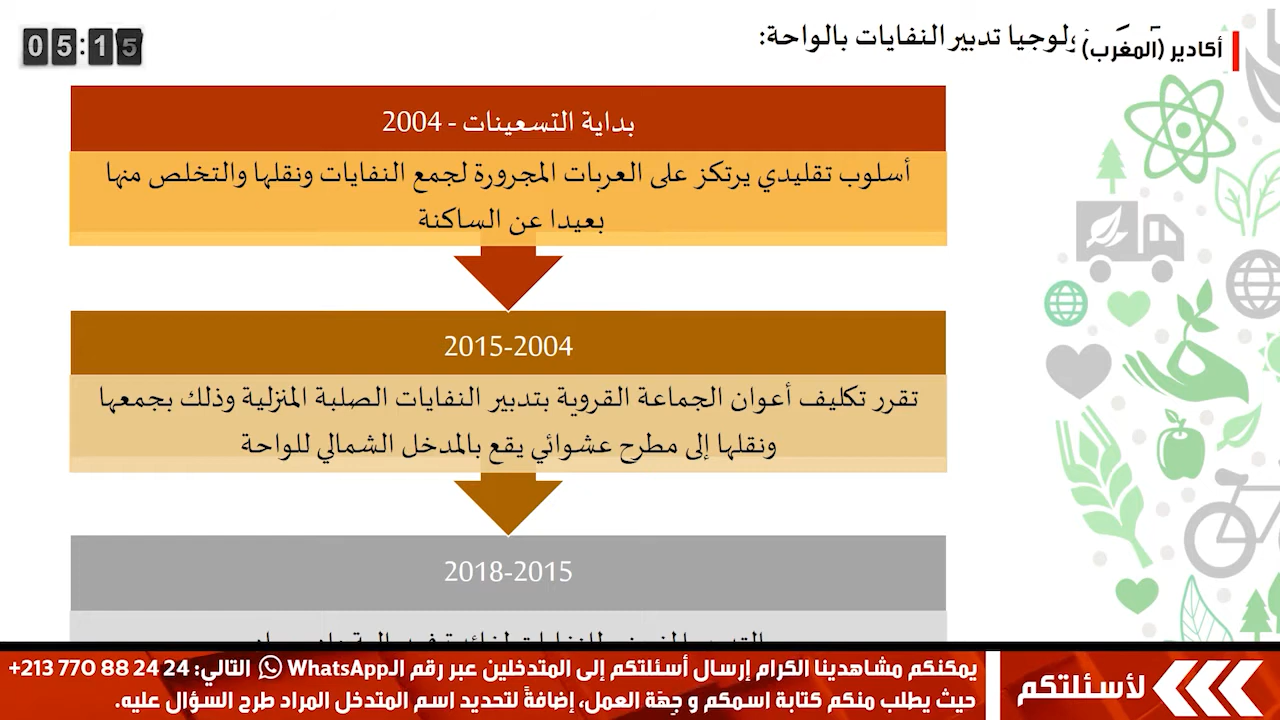 05:15
أكادير (المغرب)
تدبير النفايات بالواحة:
بداية التسعينات - 2004
أسلوب تقليدي يرتكز على العربات المجرورة لجمع النفايات ونقلها والتخلص منها
بعيدا عن الساكنة
2015-2004
تقرر تكليف أعوان الجماعة القروية بتدبير النفايات الصلبة المنزلية وذلك بجمعها
ونقلها إلى مطرح عشوائي يقع بالمدخل الشمالي للواحة
2018-2015
لأسئلتكم
يمكنكم مشاهدينا الكرام إرسال أسئلتكم إلى المتدخلين عبر رقم الـWhatsApp التالي: +213 770 88 24 24
حيث يطلب منكم كتابة اسمكم و جهَة العمل، إضافةً لتحديد اسم المتدخل المراد طرح السؤال عليه.